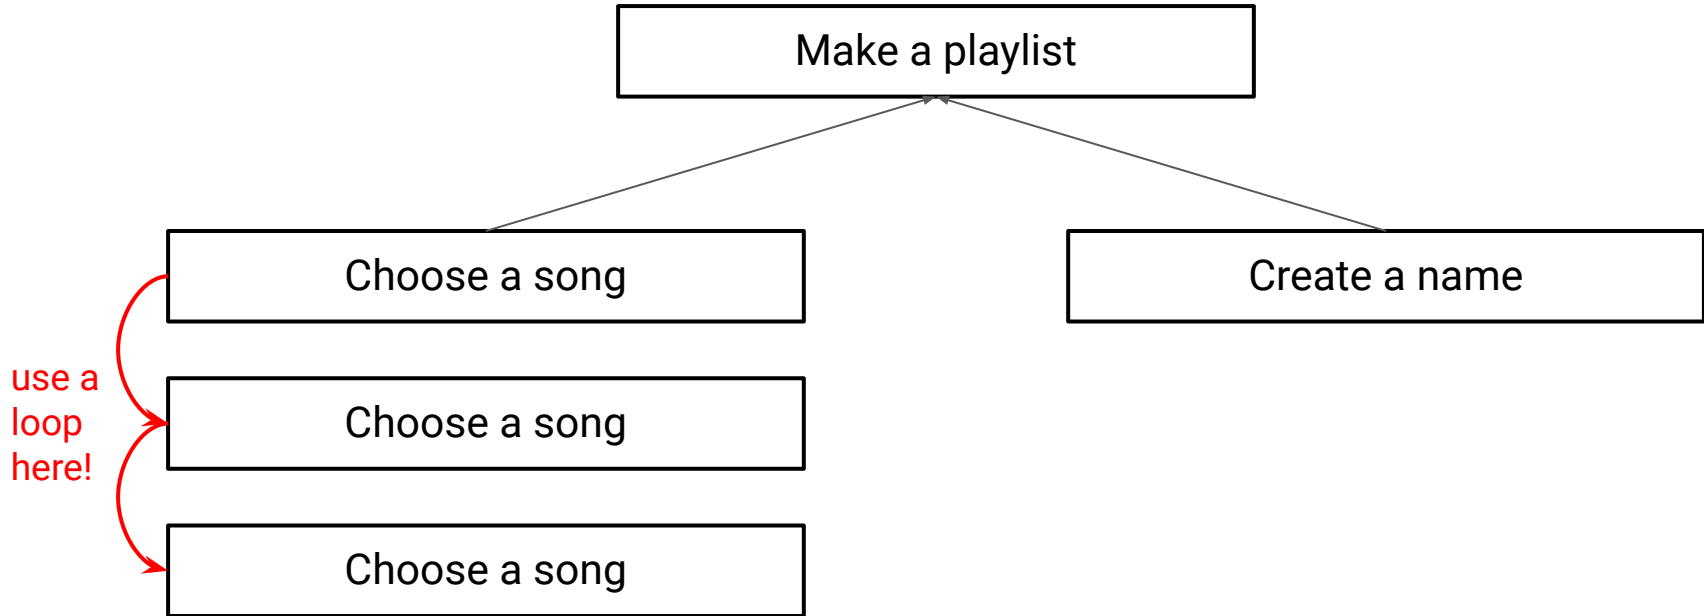 Make a playlist
Choose a song
Create a name
use a
loop
here!
Choose a song
Choose a song